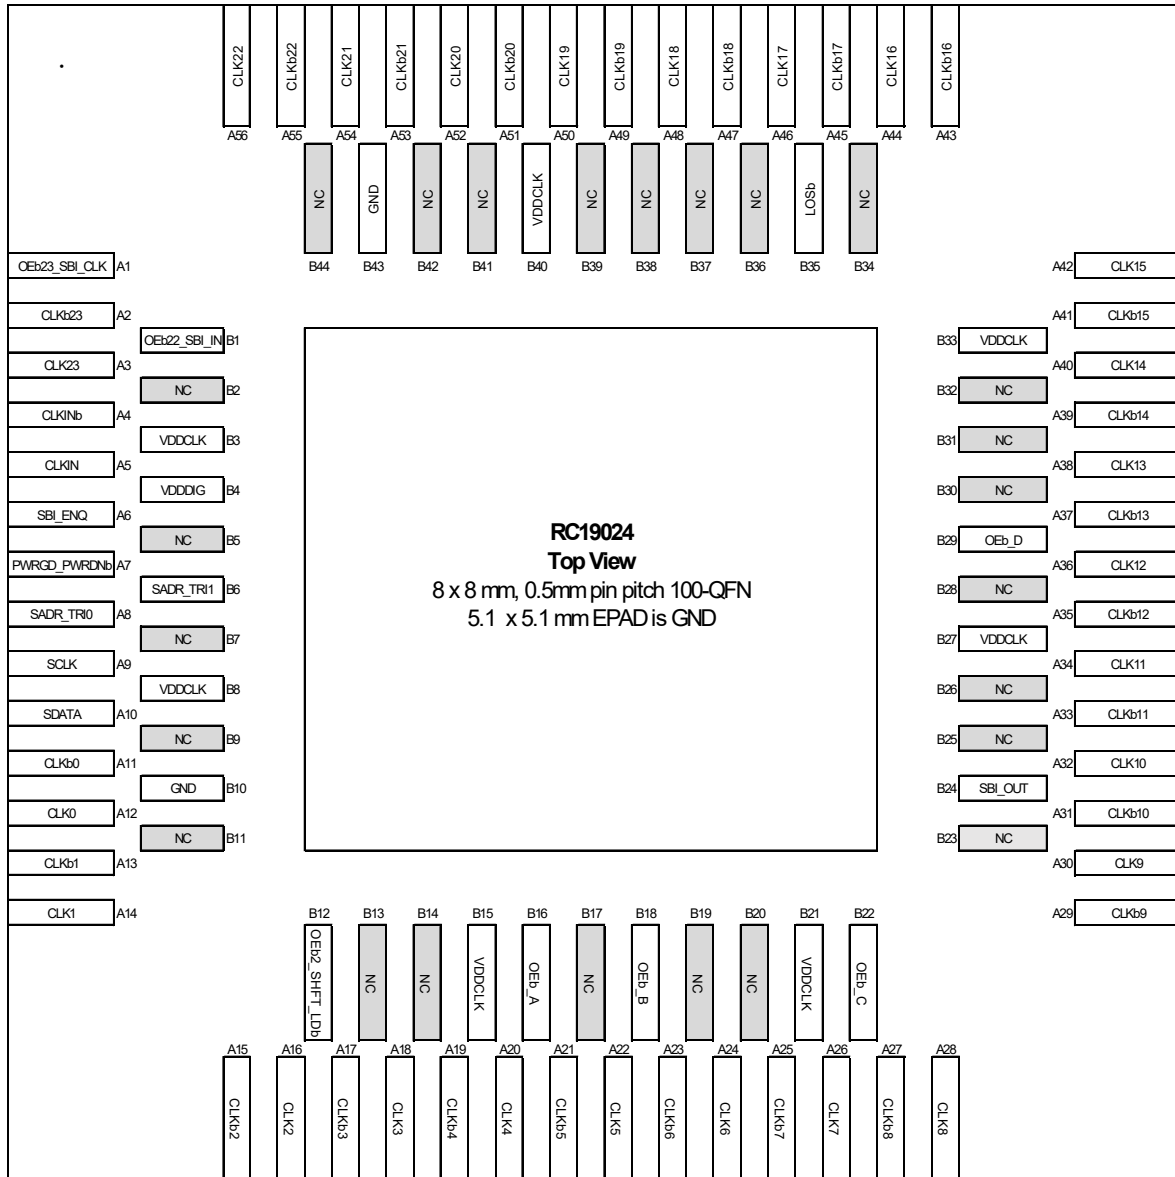 CLK22
CLKb22
CLK21
CLKb21
CLK20
CLKb20
CLK19
CLKb19
CLK18
CLKb18
CLK17
CLKb17
CLK16
CLKb16
A56
A55
A54
A53
A52
A51
A50
A49
A48
A47
A46
A45
A44
A43
NC
GND
NC
NC
VDDCLK
NC
NC
NC
NC
LOSb
NC
B44
B43
B42
B41
B40
B39
B38
B37
B36
B35
B34
OEb23_SBI_CLK A1
CLKb23 A2
CLK23 A3
CLKINb A4
CLKIN A5
SBI_ENQ A6
PWRGD_PWRDNb A7
SADR_TRI0 A8
SCLK A9
SDATA A10
CLKb0 A11
CLK0 A12
CLKb1 A13
CLK1 A14
OEb22_SBI_IN B1
NC B2
VDDCLK B3
VDDDIG B4
NC B5
SADR_TRI1 B6
NC B7
VDDCLK B8
NC B9
GND B10
NC B11
RC19024
Top View
8 x 8 mm, 0.5mm pin pitch 100-QFN
5.1 x 5.1 mm EPAD is GND
B33 VDDCLK
B32 NC
B31 NC
B30 NC
B29 OEb_D
B28 NC
B27 VDDCLK
B26 NC
B25 NC
B24 SBI_OUT
B23 NC
A42 CLK15
A41 CLKb15
A40 CLK14
A39 CLKb14
A38 CLK13
A37 CLKb13
A36 CLK12
A35 CLKb12
A34 CLK11
A33 CLKb11
A32 CLK10
A31 CLKb10
A30 CLK9
A29 CLKb9
B12
B13
B14
B15
B16
B17
B18
B19
B20
B21
B22
OEb2_SHFT_LDb
NC
NC
VDDCLK
OEb_A
NC
OEb_B
NC
NC
VDDCLK
OEb_C
A15
A16
A17
A18
A19
A20
A21
A22
A23
A24
A25
A26
A27
A28
CLKb2
CLK2
CLKb3
CLK3
CLKb4
CLK4
CLKb5
CLK5
CLKb6
CLK6
CLKb7
CLK7
CLKb8
CLK8